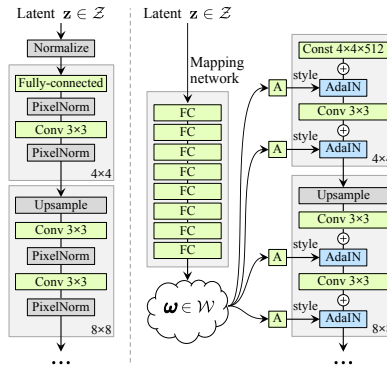 Latent z ∈ Z
Normalize
Fully-connected
PixelNorm
Conv 3×3
PixelNorm
4×4
Upsample
Conv 3×3
PixelNorm
Conv 3×3
PixelNorm
8×8
...
Latent z ∈ Z
Mapping
network
FC
FC
FC
FC
FC
FC
FC
FC
ω ∈ W
A
A
A
A
Const 4×4×512
style
AdaIN
Conv 3×3
style
AdaIN
4×4
Upsample
Conv 3×3
style
AdaIN
Conv 3×3
style
AdaIN
8×8
...